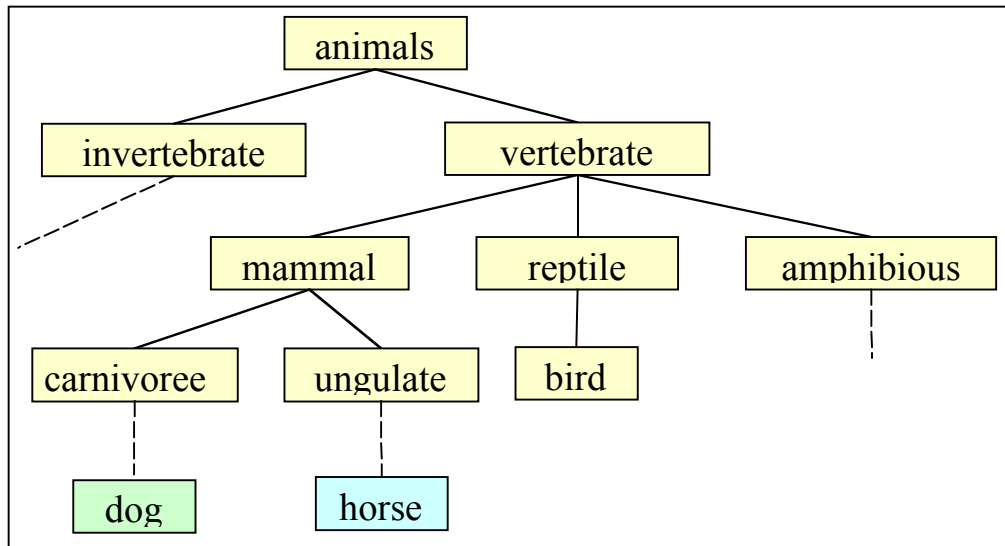 animals
invertebrate
vertebrate
mammal
reptile
amphibious
carnivoree
ungulate
bird
dog
horse